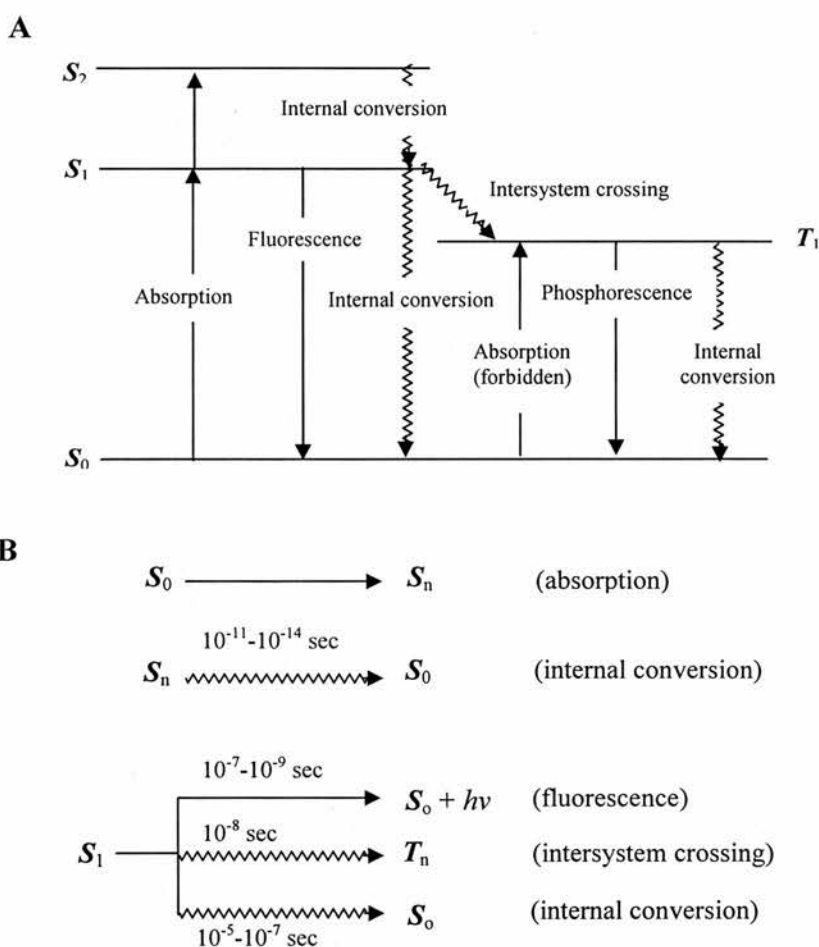 A
S₂
Internal conversion
S₁
Intersystem crossing
T₁
Fluorescence
Absorption
Internal conversion
Phosphorescence
Absorption
(forbidden)
Internal
conversion
S₀
B
S₀ Sₙ (absorption)
10⁻¹¹-10⁻¹⁴ sec
Sₙ S₀ (internal conversion)
10⁻⁷-10⁻⁹ sec
Sₒ + hν (fluorescence)
10⁻⁸ sec
S₁ Tₙ (intersystem crossing)
Sₒ (internal conversion)
10⁻⁵-10⁻⁷ sec